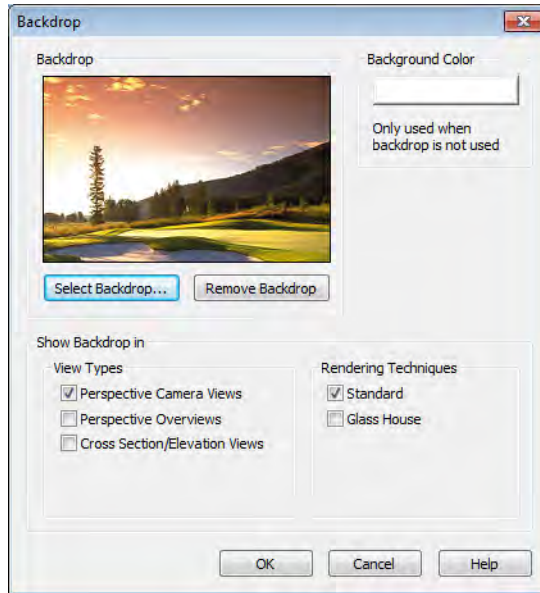 Backdrop
Backdrop
Background Color
Only used when
backdrop is not used
Select Backdrop...
Remove Backdrop
Show Backdrop in
View Types
Perspective Camera Views
Perspective Overviews
Cross Section/Elevation Views
Rendering Techniques
Standard
Glass House
OK
Cancel
Help